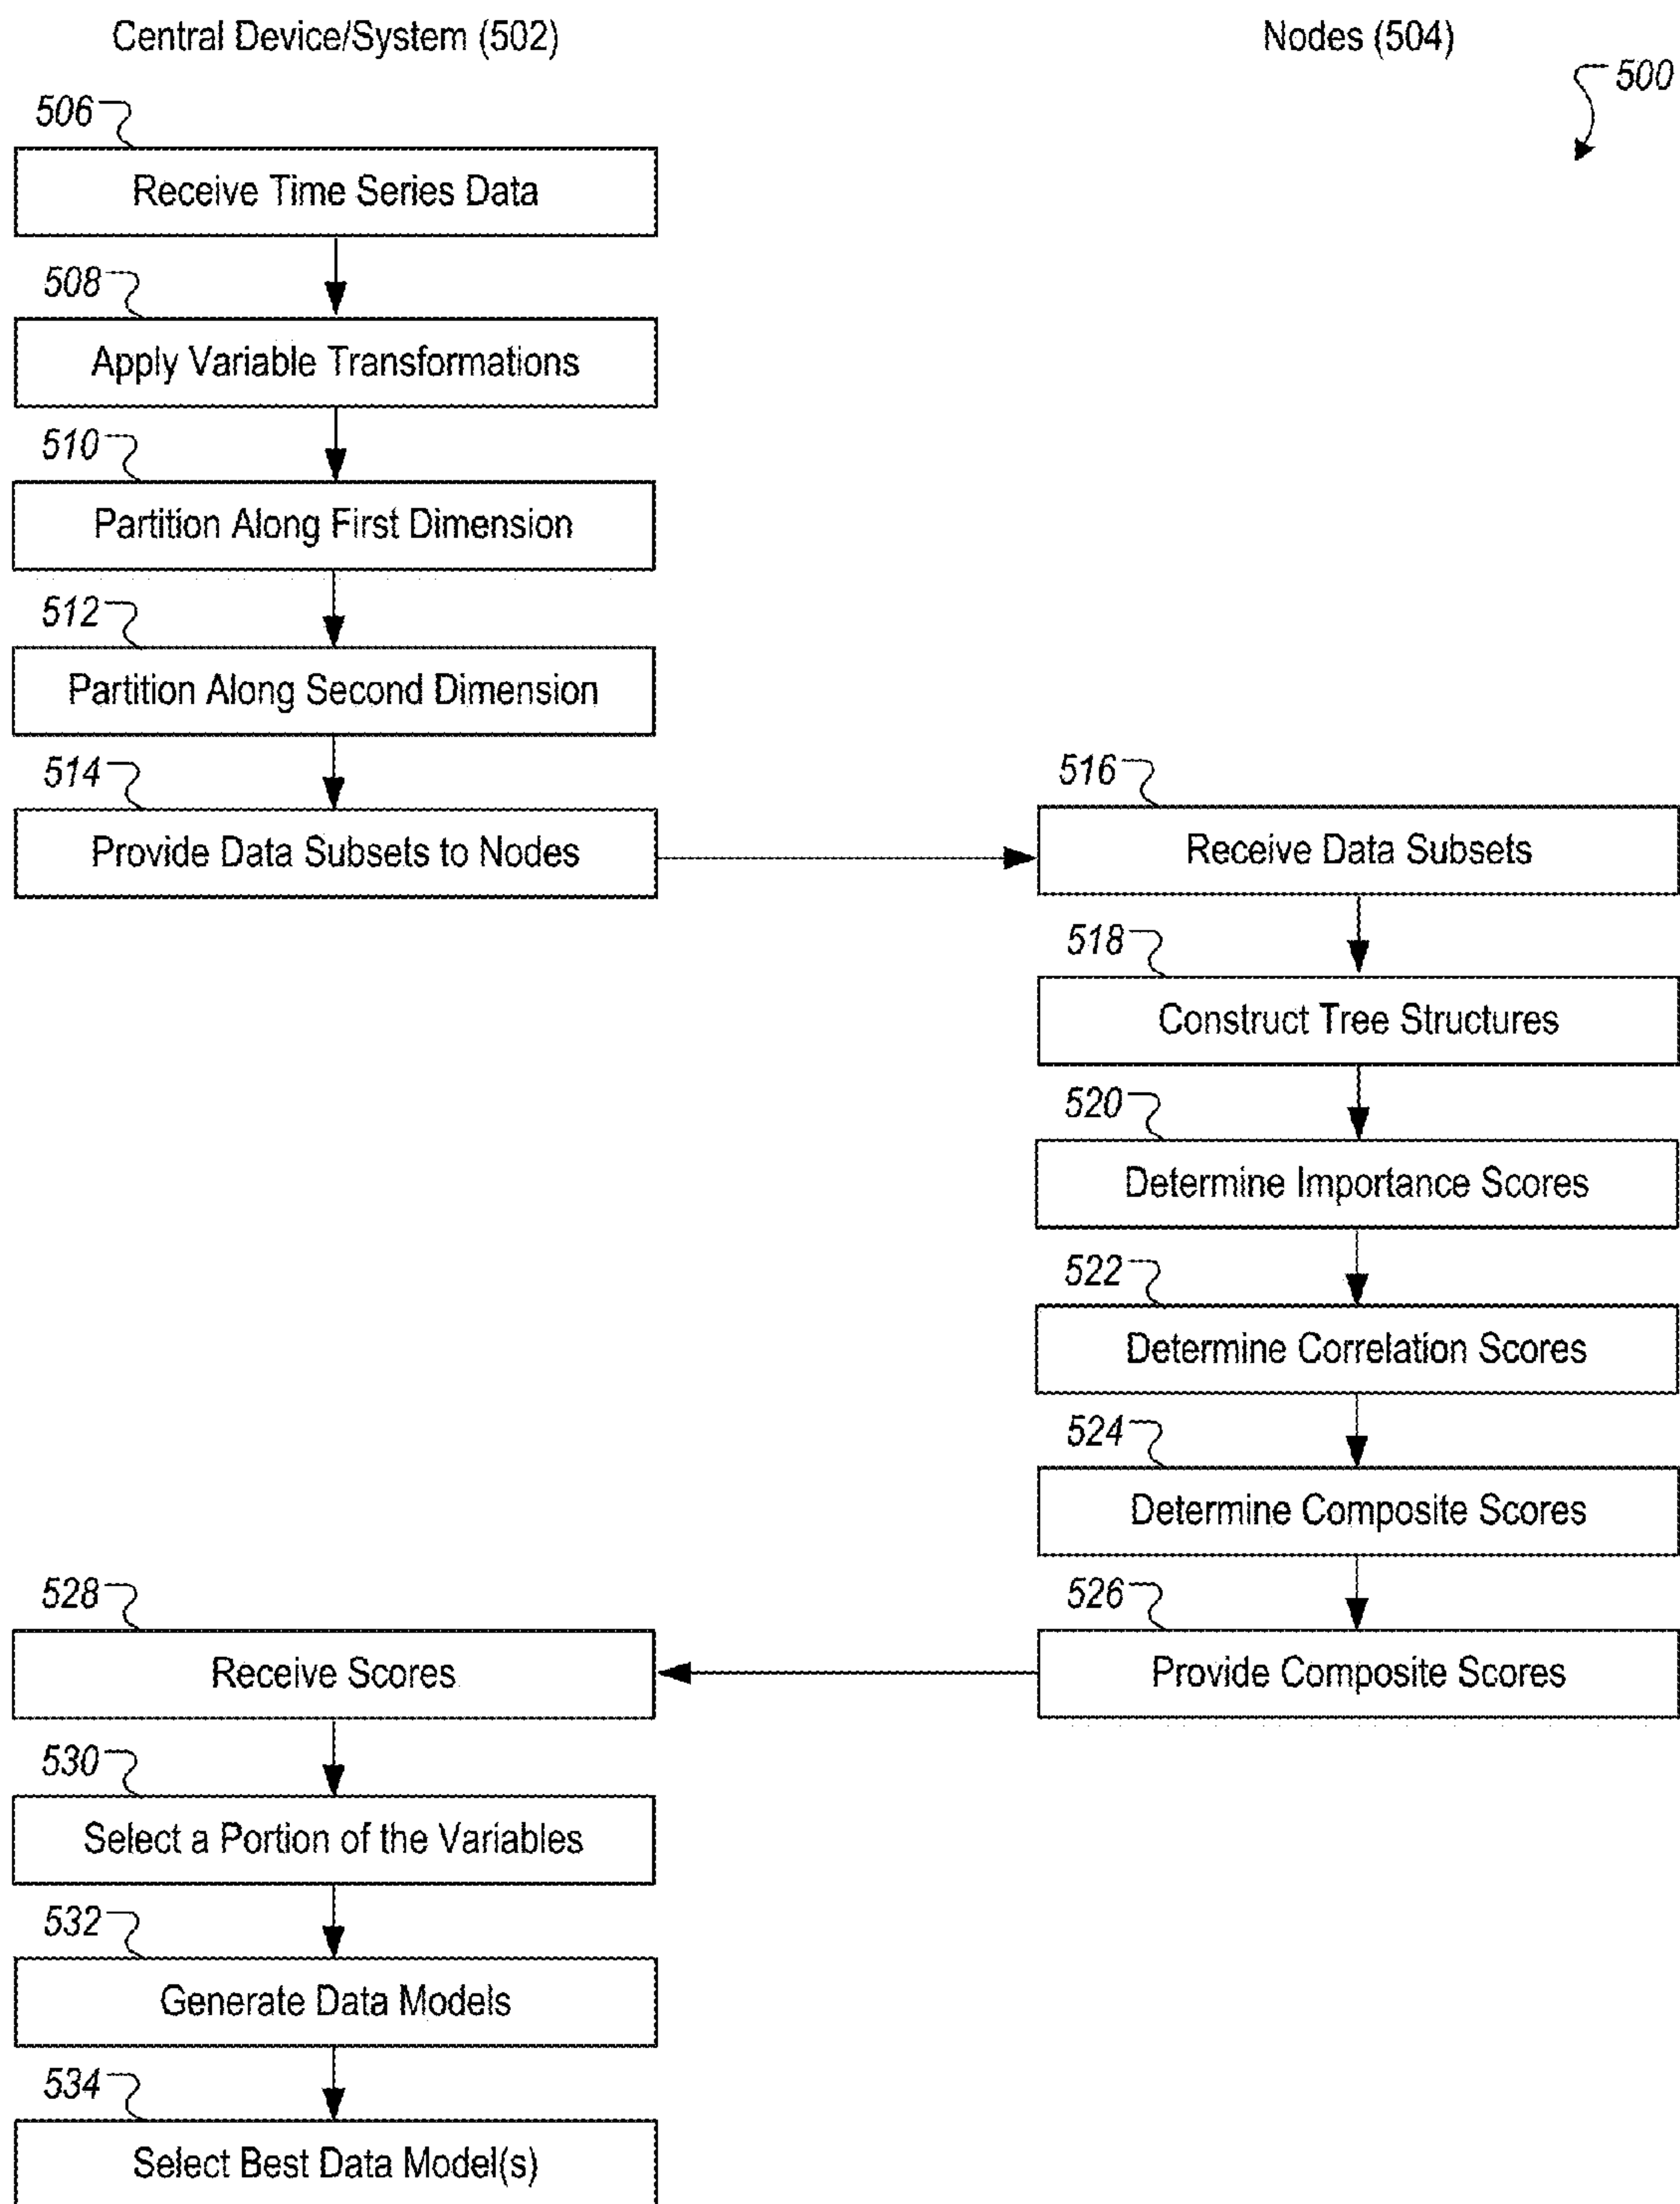 Central Device/System (502)
Nodes (504)
500
506
Receive Time Series Data
508
Apply Variable Transformations
510
Partition Along First Dimension
512
Partition Along Second Dimension
514
Provide Data Subsets to Nodes
516
Receive Data Subsets
518
Construct Tree Structures
520
Determine Importance Scores
522
Determine Correlation Scores
524
Determine Composite Scores
526
Provide Composite Scores
528
Receive Scores
530
Select a Portion of the Variables
532
Generate Data Models
534
Select Best Data Model(s)